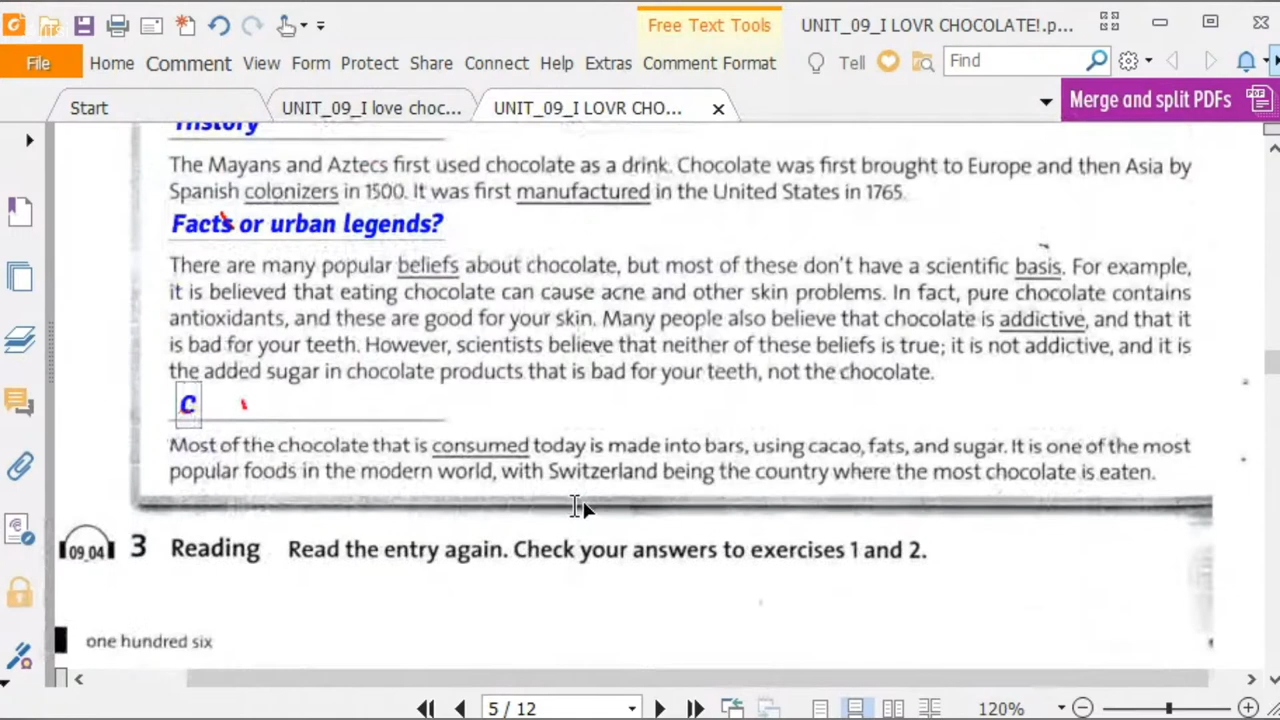 Free Text Tools
UNIT_09_I LOVR CHOCOLATE!.p...
File
Home
Comment
View
Form
Protect
Share
Connect
Help
Extras
Comment Format
Tell
Find
Start
UNIT_09_I love choc...
UNIT_09_I LOVR CHO...
Merge and split PDFs
History
The Mayans and Aztecs first used chocolate as a drink. Chocolate was first brought to Europe and then Asia by
Spanish colonizers in 1500. It was first manufactured in the United States in 1765.
Facts or urban legends?
There are many popular beliefs about chocolate, but most of these don't have a scientific basis. For example,
it is believed that eating chocolate can cause acne and other skin problems. In fact, pure chocolate contains
antioxidants, and these are good for your skin. Many people also believe that chocolate is addictive, and that it
is bad for your teeth. However, scientists believe that neither of these beliefs is true; it is not addictive, and it is
the added sugar in chocolate products that is bad for your teeth, not the chocolate.
C
Most of the chocolate that is consumed today is made into bars, using cacao, fats, and sugar. It is one of the most
popular foods in the modern world, with Switzerland being the country where the most chocolate is eaten.
09.04 3 Reading Read the entry again. Check your answers to exercises 1 and 2.
one hundred six
5 / 12
120%